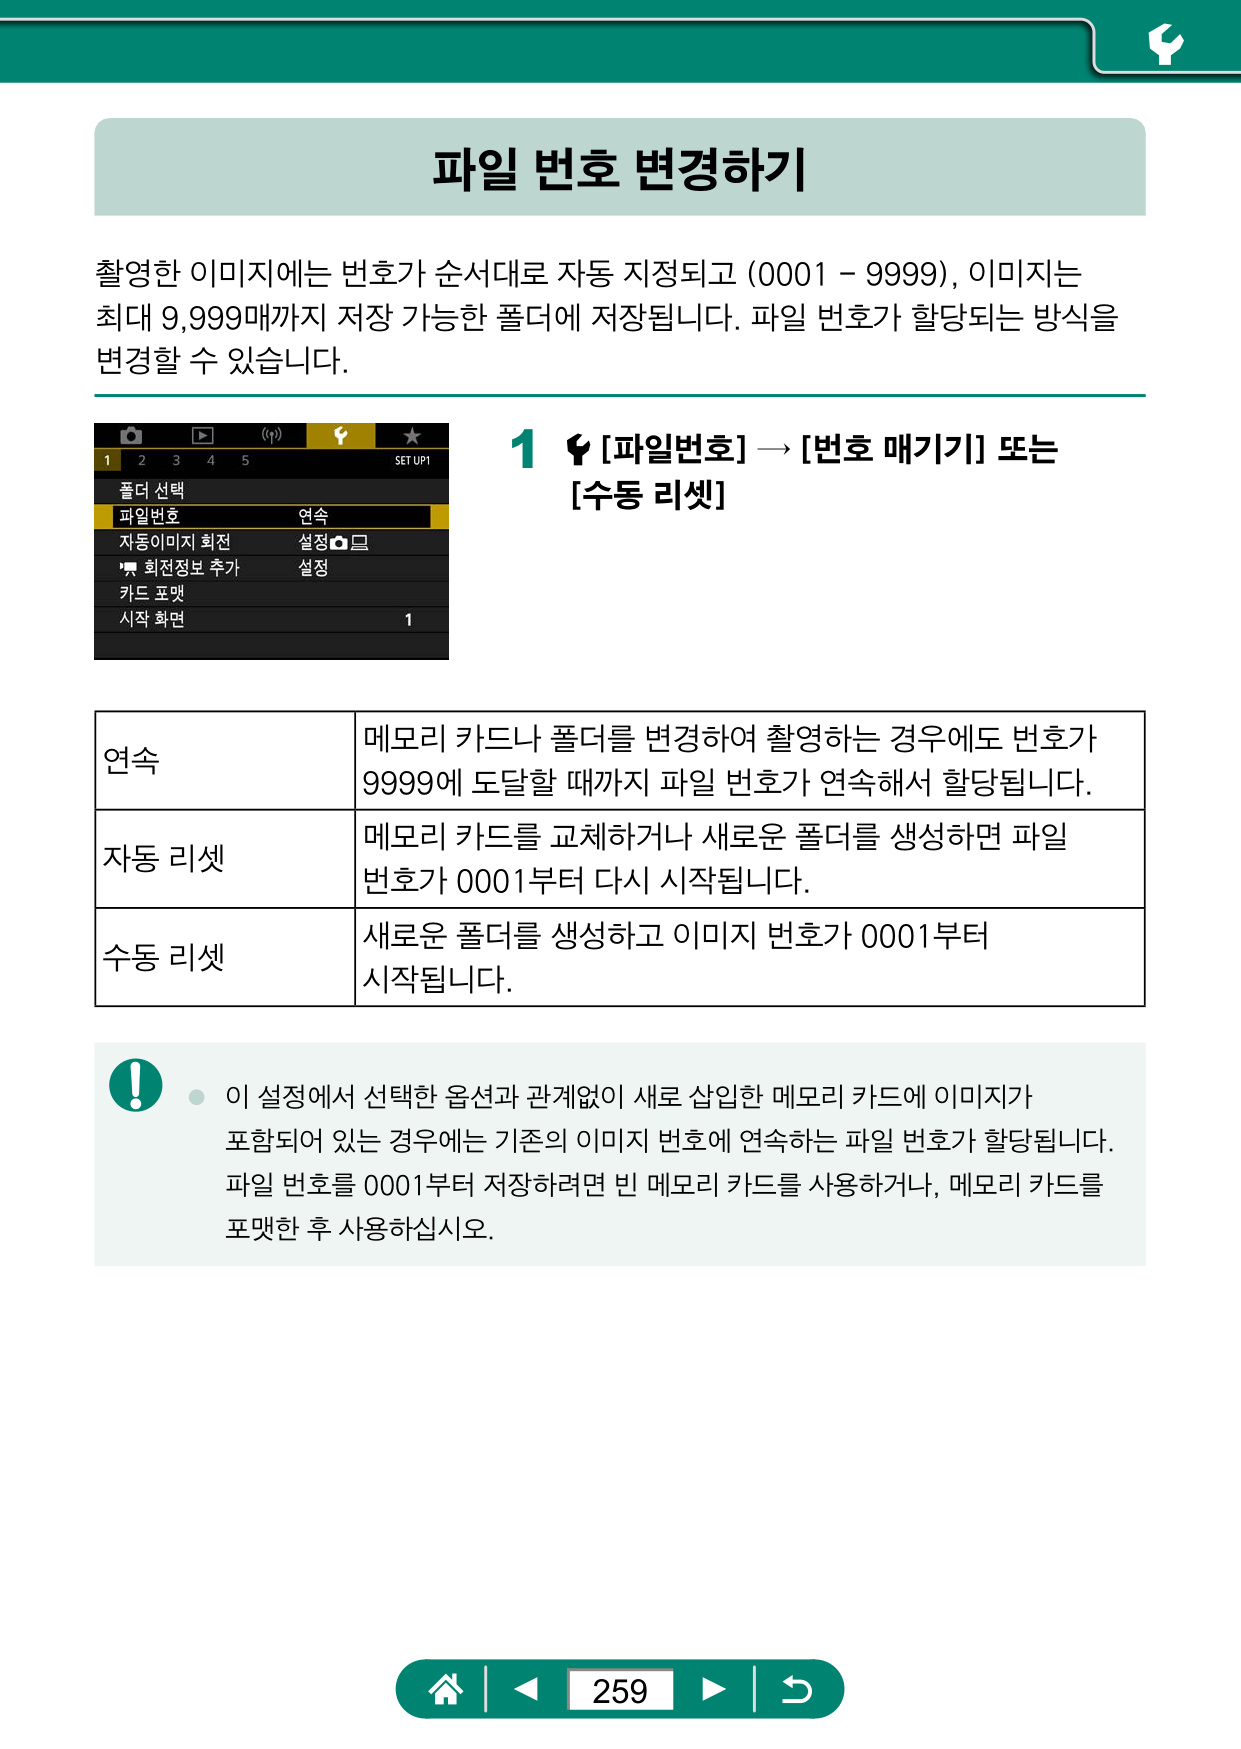 파일 번호 변경하기
촬영한 이미지에는 번호가 순서대로 자동 지정되고 (0001 – 9999), 이미지는
최대 9,999매까지 저장 가능한 폴더에 저장됩니다. 파일 번호가 할당되는 방식을
변경할 수 있습니다.
1 2 3 4 5 SET UP1
폴더 선택
파일번호 연속
자동이미지 회전 설정
회전정보 추가 설정
카드 포맷
시작 화면 1
1 [파일번호] → [번호 매기기] 또는
[수동 리셋]
연속
메모리 카드나 폴더를 변경하여 촬영하는 경우에도 번호가
9999에 도달할 때까지 파일 번호가 연속해서 할당됩니다.
자동 리셋
메모리 카드를 교체하거나 새로운 폴더를 생성하면 파일
번호가 0001부터 다시 시작됩니다.
수동 리셋
새로운 폴더를 생성하고 이미지 번호가 0001부터
시작됩니다.
이 설정에서 선택한 옵션과 관계없이 새로 삽입한 메모리 카드에 이미지가
포함되어 있는 경우에는 기존의 이미지 번호에 연속하는 파일 번호가 할당됩니다.
파일 번호를 0001부터 저장하려면 빈 메모리 카드를 사용하거나, 메모리 카드를
포맷한 후 사용하십시오.
259